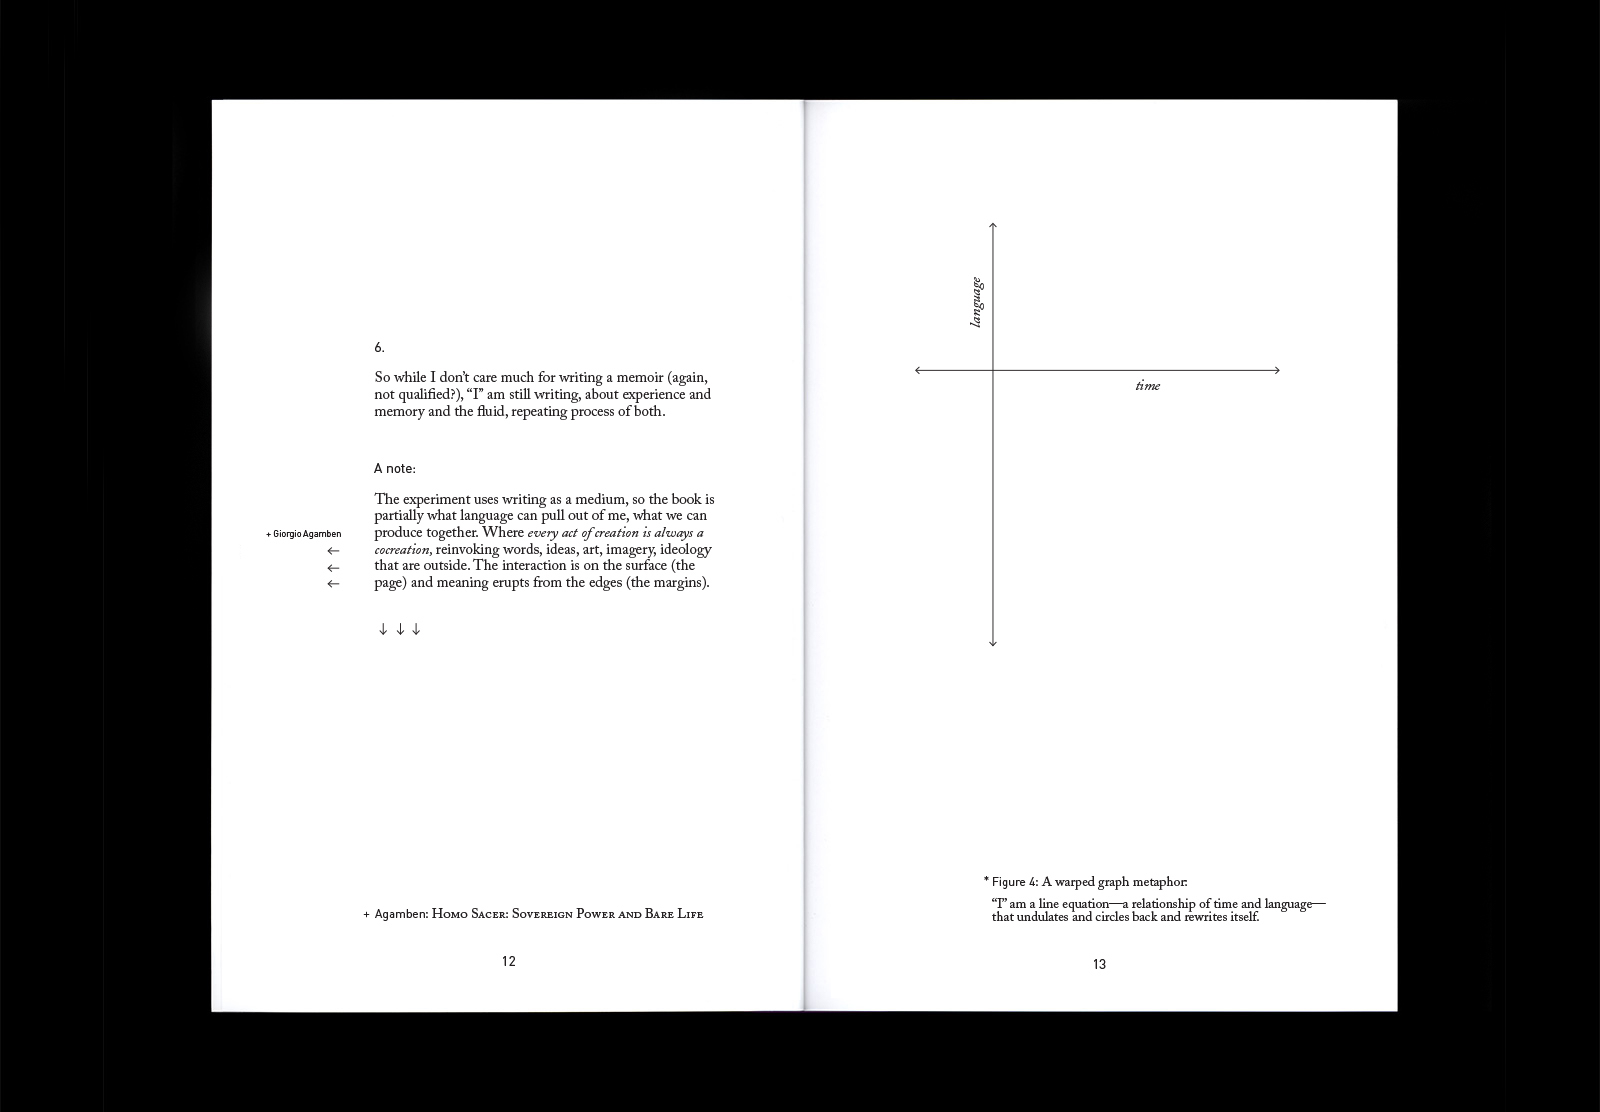 6.
So while I don’t care much for writing a memoir (again,
not qualified?), “I” am still writing, about experience and
memory and the fluid, repeating process of both.
A note:
The experiment uses writing as a medium, so the book is
partially what language can pull out of me, what we can
produce together. Where every act of creation is always a
cocreation, reinvoking words, ideas, art, imagery, ideology
that are outside. The interaction is on the surface (the
page) and meaning erupts from the edges (the margins).
+ Giorgio Agamben
←
←
←
↓ ↓ ↓
+ Agamben: Homo Sacer: Sovereign Power and Bare Life
12
language
time
* Figure 4: A warped graph metaphor:
“I” am a line equation—a relationship of time and language—
that undulates and circles back and rewrites itself.
13